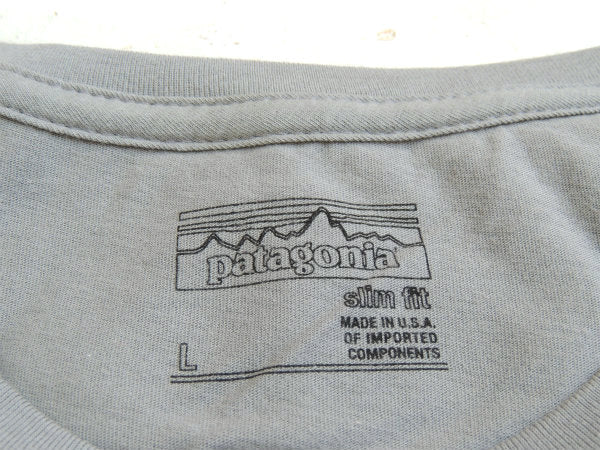 patagonia
slim fit
MADE IN U.S.A.
OF IMPORTED
COMPONENTS
L